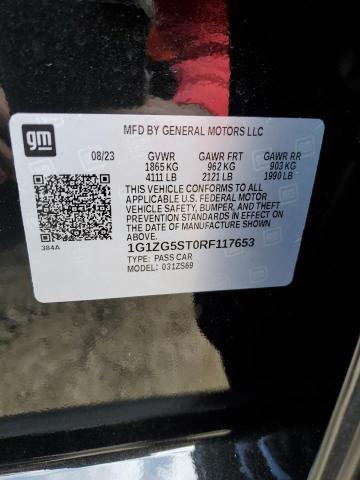 gm
MFD BY GENERAL MOTORS LLC
08/23 GVWR GAWR FRT GAWR RR
1865 KG 962 KG 903 KG
4111 LB 2121 LB 1990 LB
THIS VEHICLE CONFORMS TO ALL
APPLICABLE U.S. FEDERAL MOTOR
VEHICLE SAFETY, BUMPER, AND THEFT
PREVENTION STANDARDS IN EFFECT ON
THE DATE OF MANUFACTURE SHOWN
ABOVE.
384A
1G1ZG5ST0RF117653
TYPE: PASS CAR
MODEL: 031ZS69